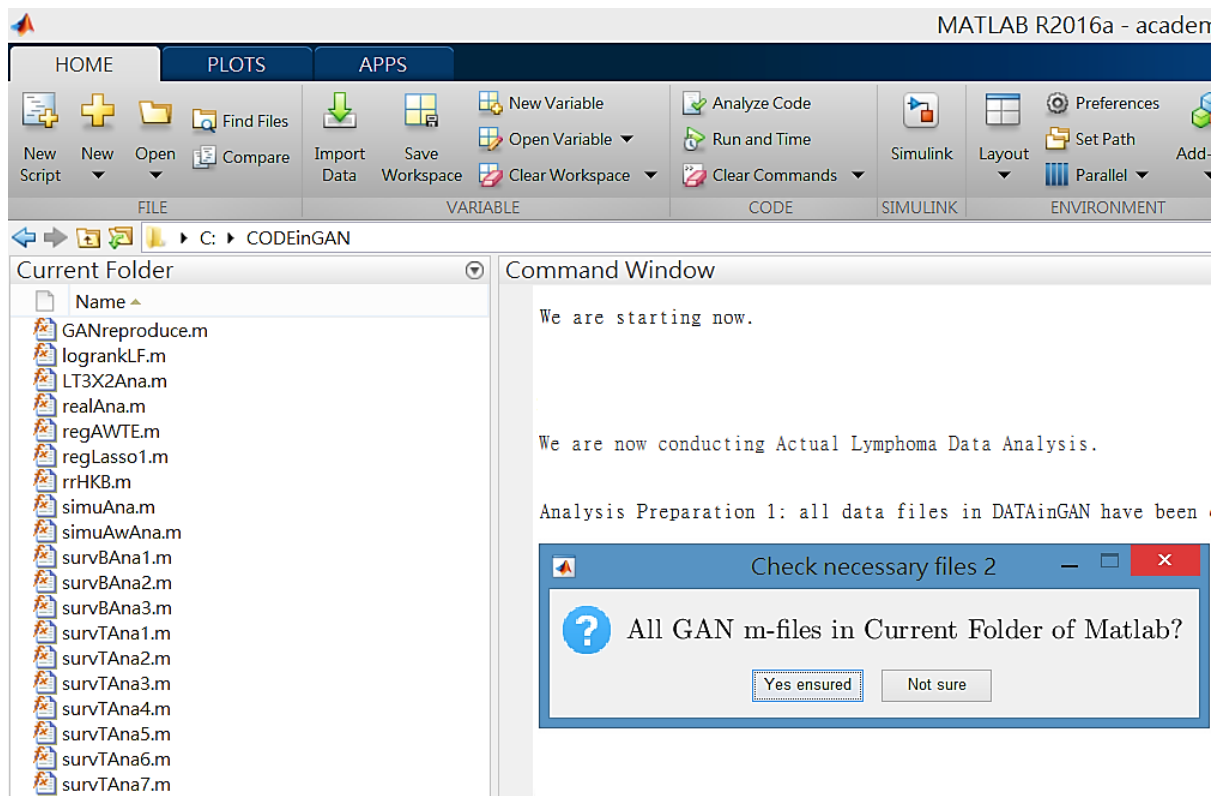 MATLAB R2016a - academ
HOME PLOTS APPS
New Script
New
Open
Find Files
Compare
Import Data
Save Workspace
New Variable
Open Variable
Clear Workspace
Analyze Code
Run and Time
Clear Commands
Simulink
Layout
Preferences
Set Path
Parallel
Add-
FILE VARIABLE CODE SIMULINK ENVIRONMENT
C: CODEinGAN
Current Folder
Name
GANreproduce.m
logrankLF.m
LT3X2Ana.m
realAna.m
regAWTE.m
regLasso1.m
rrHKB.m
simuAna.m
simuAwAna.m
survBAna1.m
survBAna2.m
survBAna3.m
survTAna1.m
survTAna2.m
survTAna3.m
survTAna4.m
survTAna5.m
survTAna6.m
survTAna7.m
Command Window
We are starting now.
We are now conducting Actual Lymphoma Data Analysis.
Analysis Preparation 1: all data files in DATAinGAN have been
Check necessary files 2
All GAN m-files in Current Folder of Matlab?
Yes ensured
Not sure